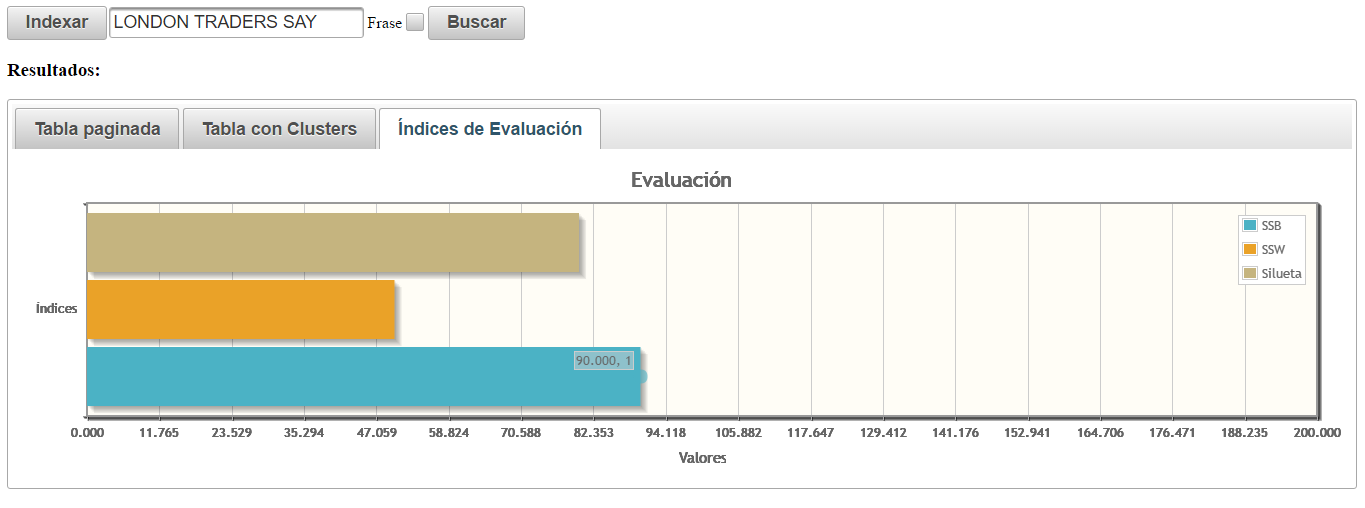 Indexar LONDON TRADERS SAY Frase Buscar
Resultados:
Tabla paginada Tabla con Clusters Índices de Evaluación
Evaluación
SSB
SSW
Silueta
Índices
90.000, 1
0.000 11.765 23.529 35.294 47.059 58.824 70.588 82.353 94.118 105.882 117.647 129.412 141.176 152.941 164.706 176.471 188.235 200.000
Valores